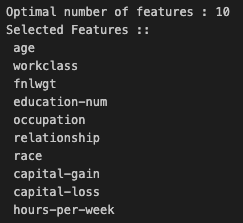 Optimal number of features : 10
Selected Features ::
age
workclass
fnlwgt
education-num
occupation
relationship
race
capital-gain
capital-loss
hours-per-week